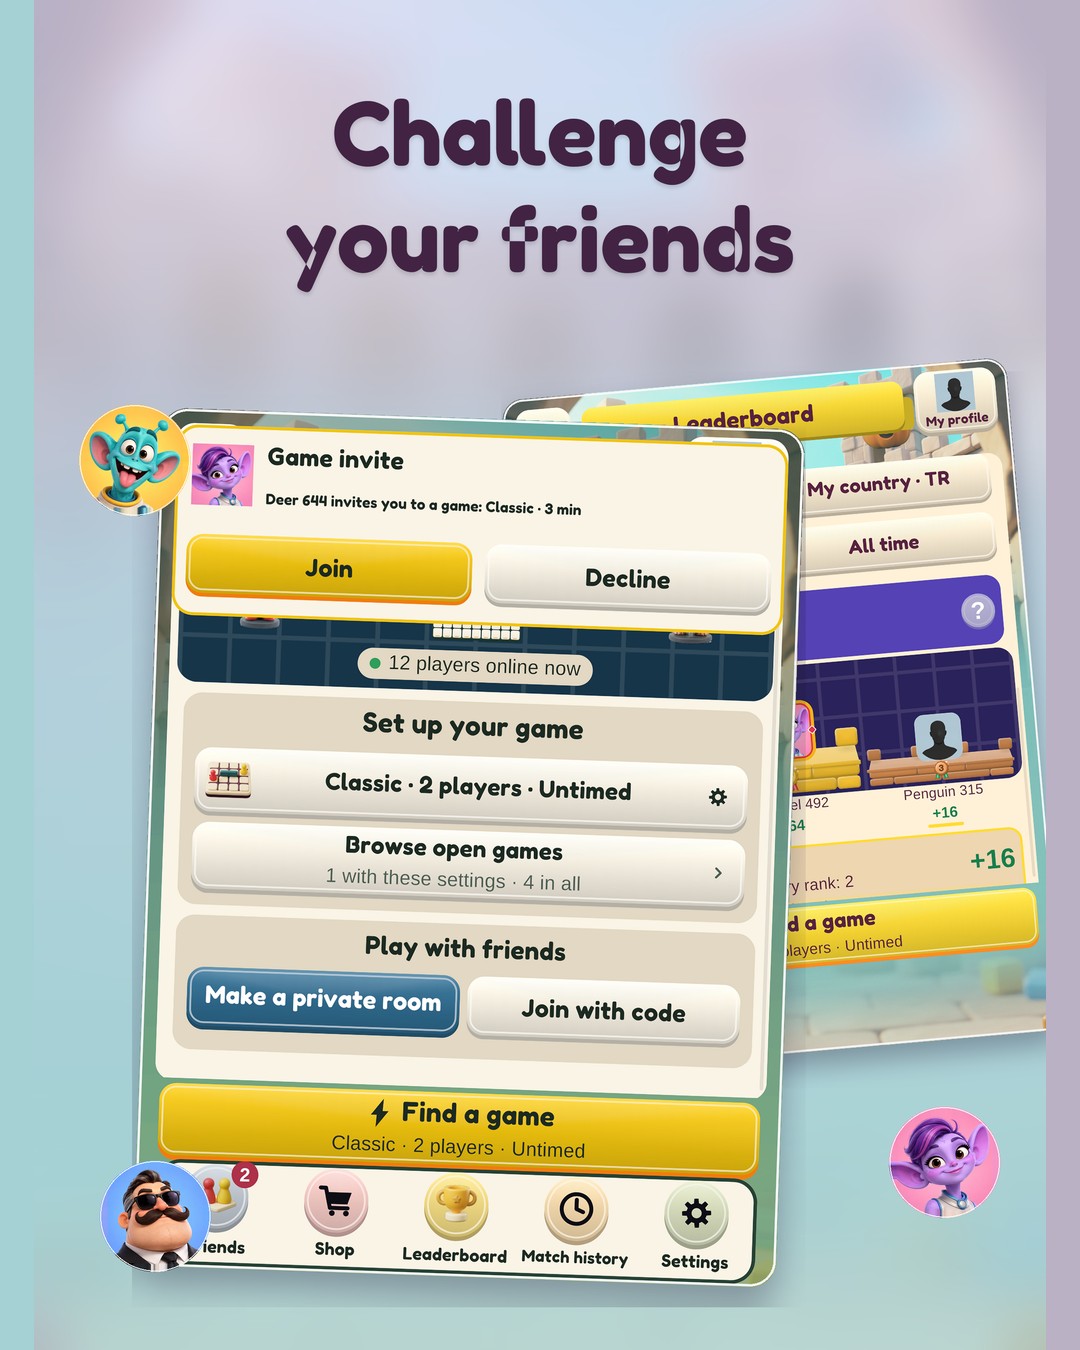 Challenge
your friends
Leaderboard
My profile
Game invite
Deer 644 invites you to a game: Classic · 3 min
Join
Decline
My country · TR
All time
?
12 players online now
Set up your game
Classic · 2 players · Untimed
Browse open games
1 with these settings · 4 in all
Play with friends
Make a private room
Join with code
Find a game
Classic · 2 players · Untimed
3
492
Penguin 315
64
+16
+16
rank: 2
a game
Untimed
2
Shop
Leaderboard
Match history
Settings